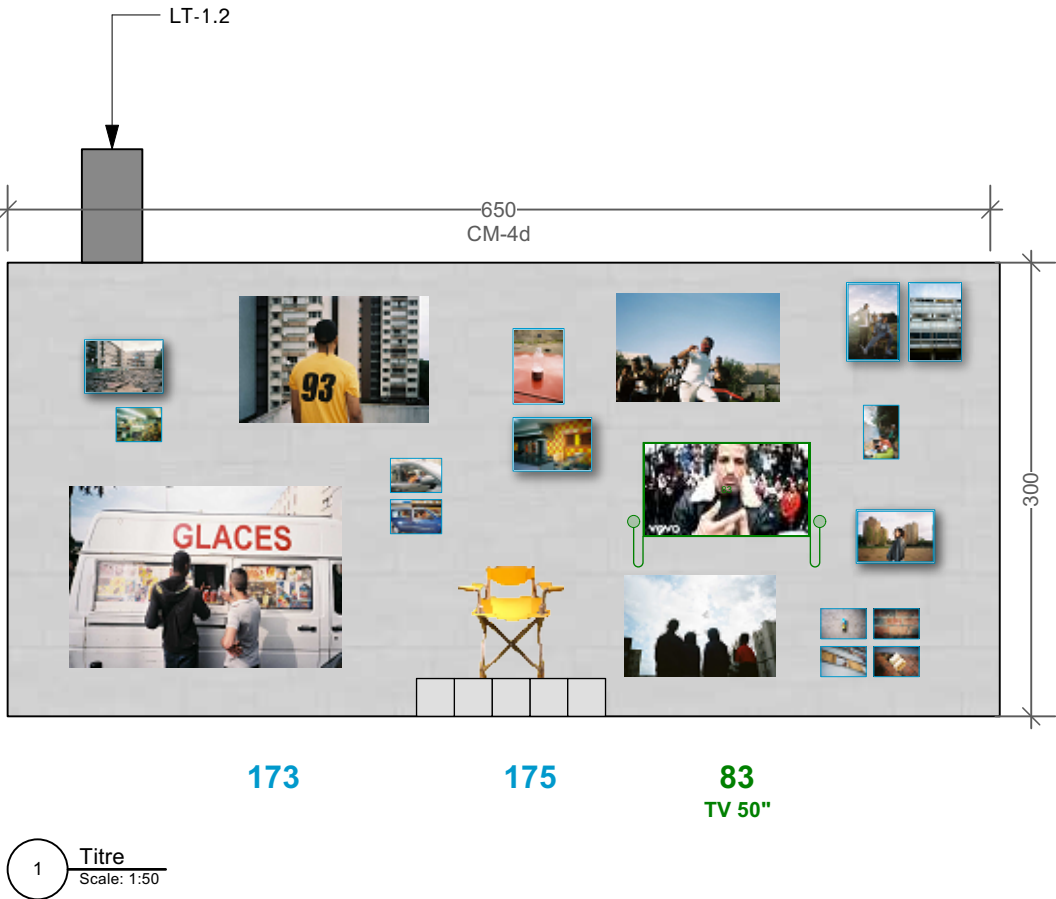 LT-1.2
650
CM-4d
93
GLACES
vevo
300
173
175
83
TV 50"
1
Titre
Scale: 1:50